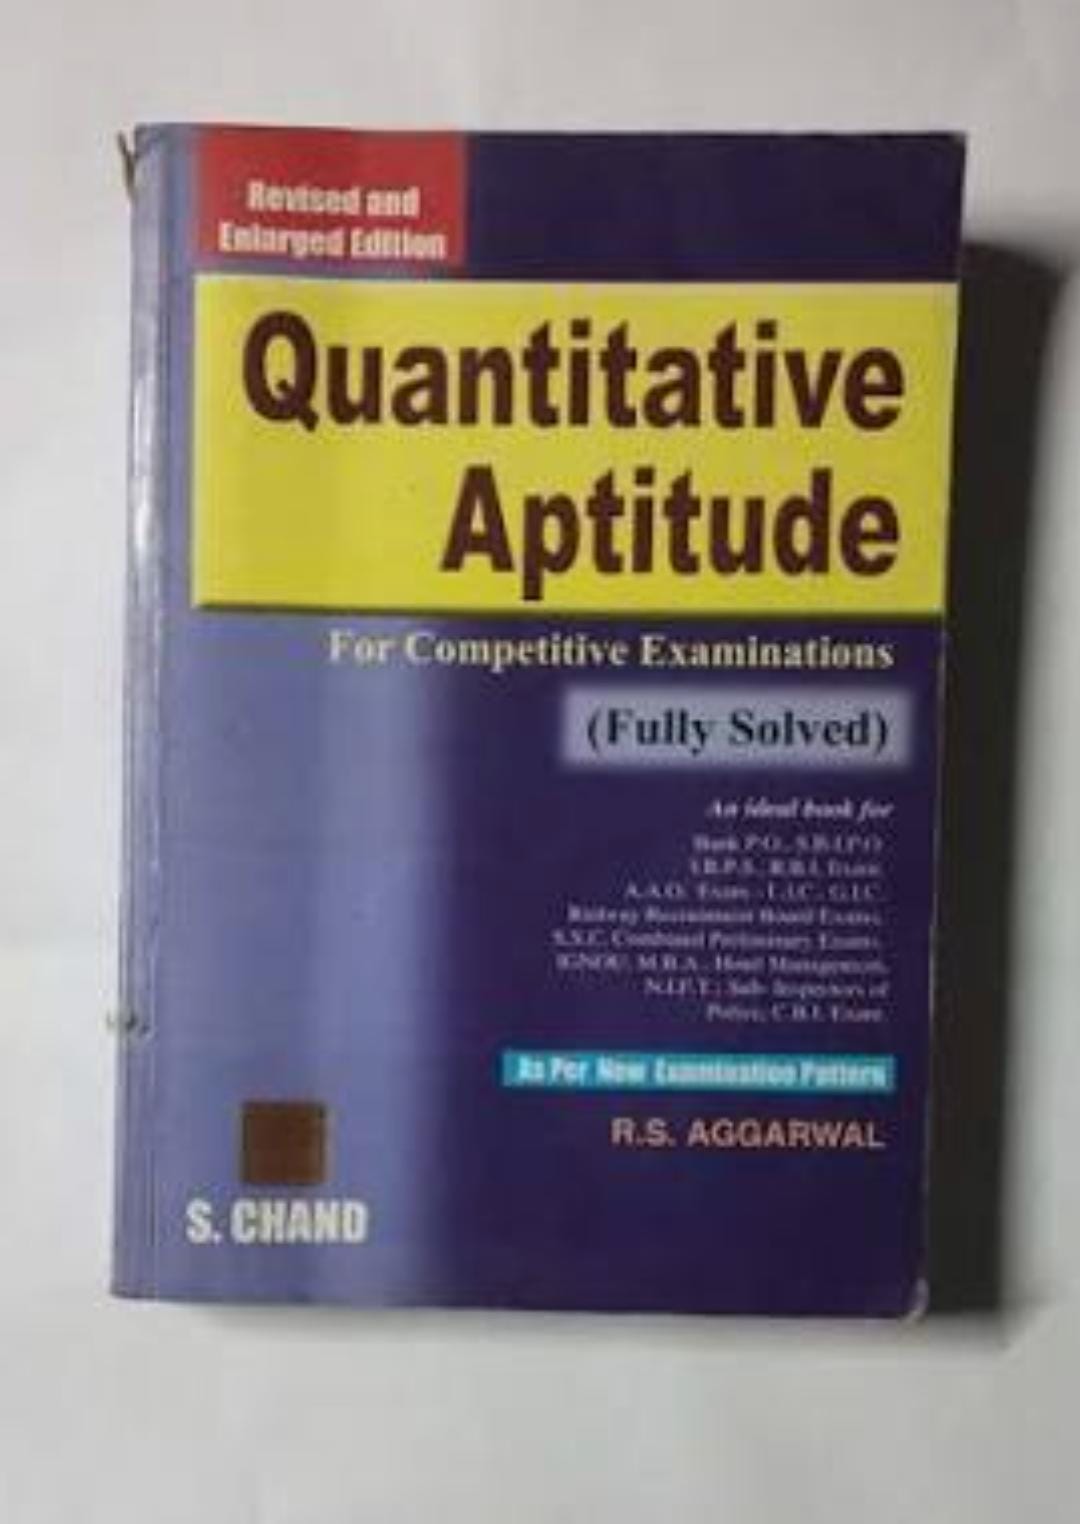 Revised and
Enlarged Edition
Quantitative
Aptitude
For Competitive Examinations
(Fully Solved)
An ideal book for
Bank P.O., S.B.I.P.O
I.B.P.S., R.B.I. Exam.
A.A.O. Exam - L.I.C., G.I.C.
Railway Recruitment Board Exams.
S.S.C. Combined Preliminary Exams.
IGNOU, M.B.A., Hotel Management,
N.I.F.T.; Sub-Inspectors of
Police, C.B.I. Exam.
As Per New Examination Pattern
R.S. AGGARWAL
S. CHAND